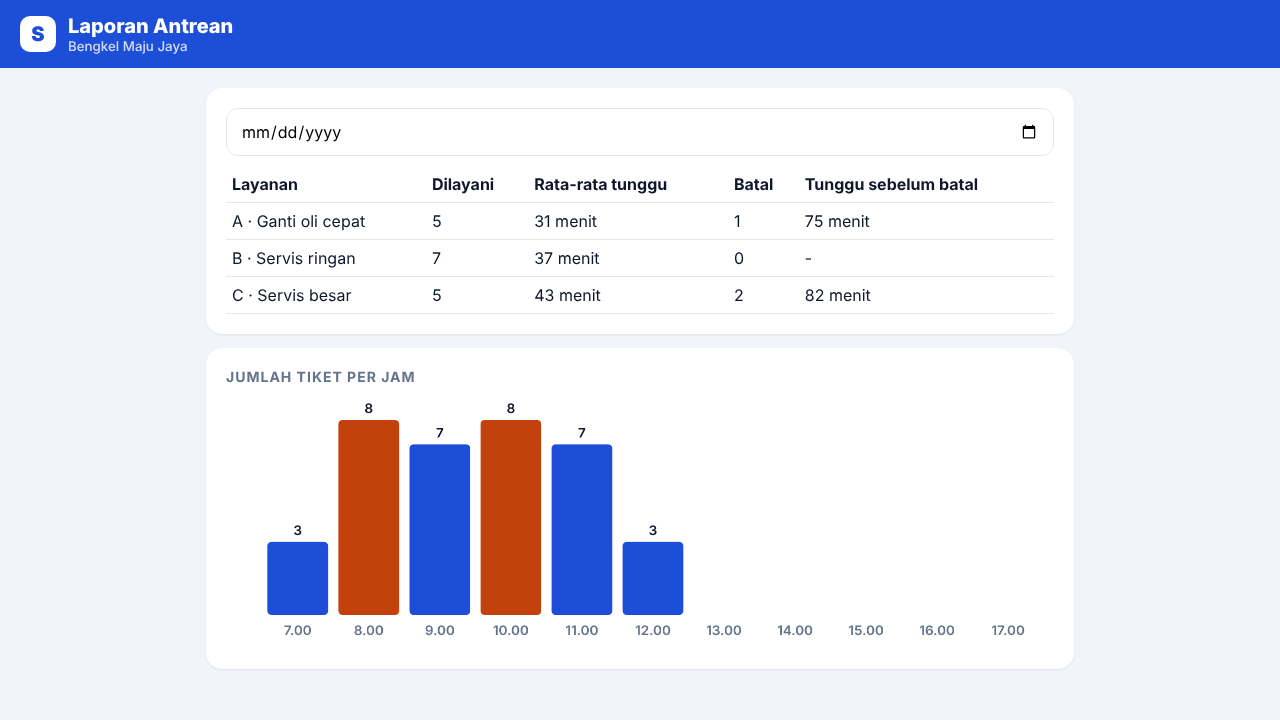 S
Laporan Antrean
Bengkel Maju Jaya
mm/dd/yyyy
Layanan Dilayani Rata-rata tunggu Batal Tunggu sebelum batal
A · Ganti oli cepat 5 31 menit 1 75 menit
B · Servis ringan 7 37 menit 0 -
C · Servis besar 5 43 menit 2 82 menit
JUMLAH TIKET PER JAM
3 8 7 8 7 3
7.00 8.00 9.00 10.00 11.00 12.00 13.00 14.00 15.00 16.00 17.00